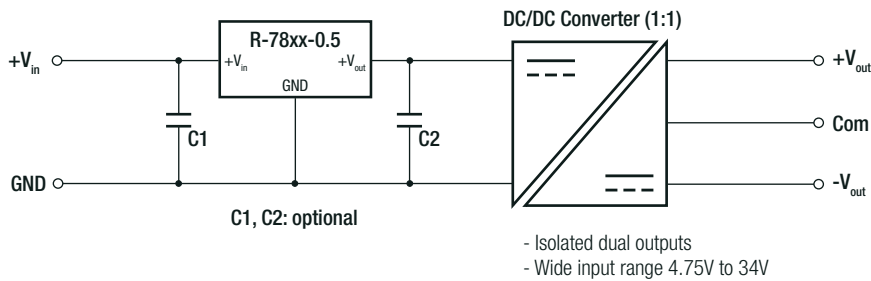 DC/DC Converter (1:1)
R-78xx-0.5
+Vin
+Vin
+Vout
GND
+Vout
C1
C2
Com
GND
-Vout
C1, C2: optional
- Isolated dual outputs
- Wide input range 4.75V to 34V